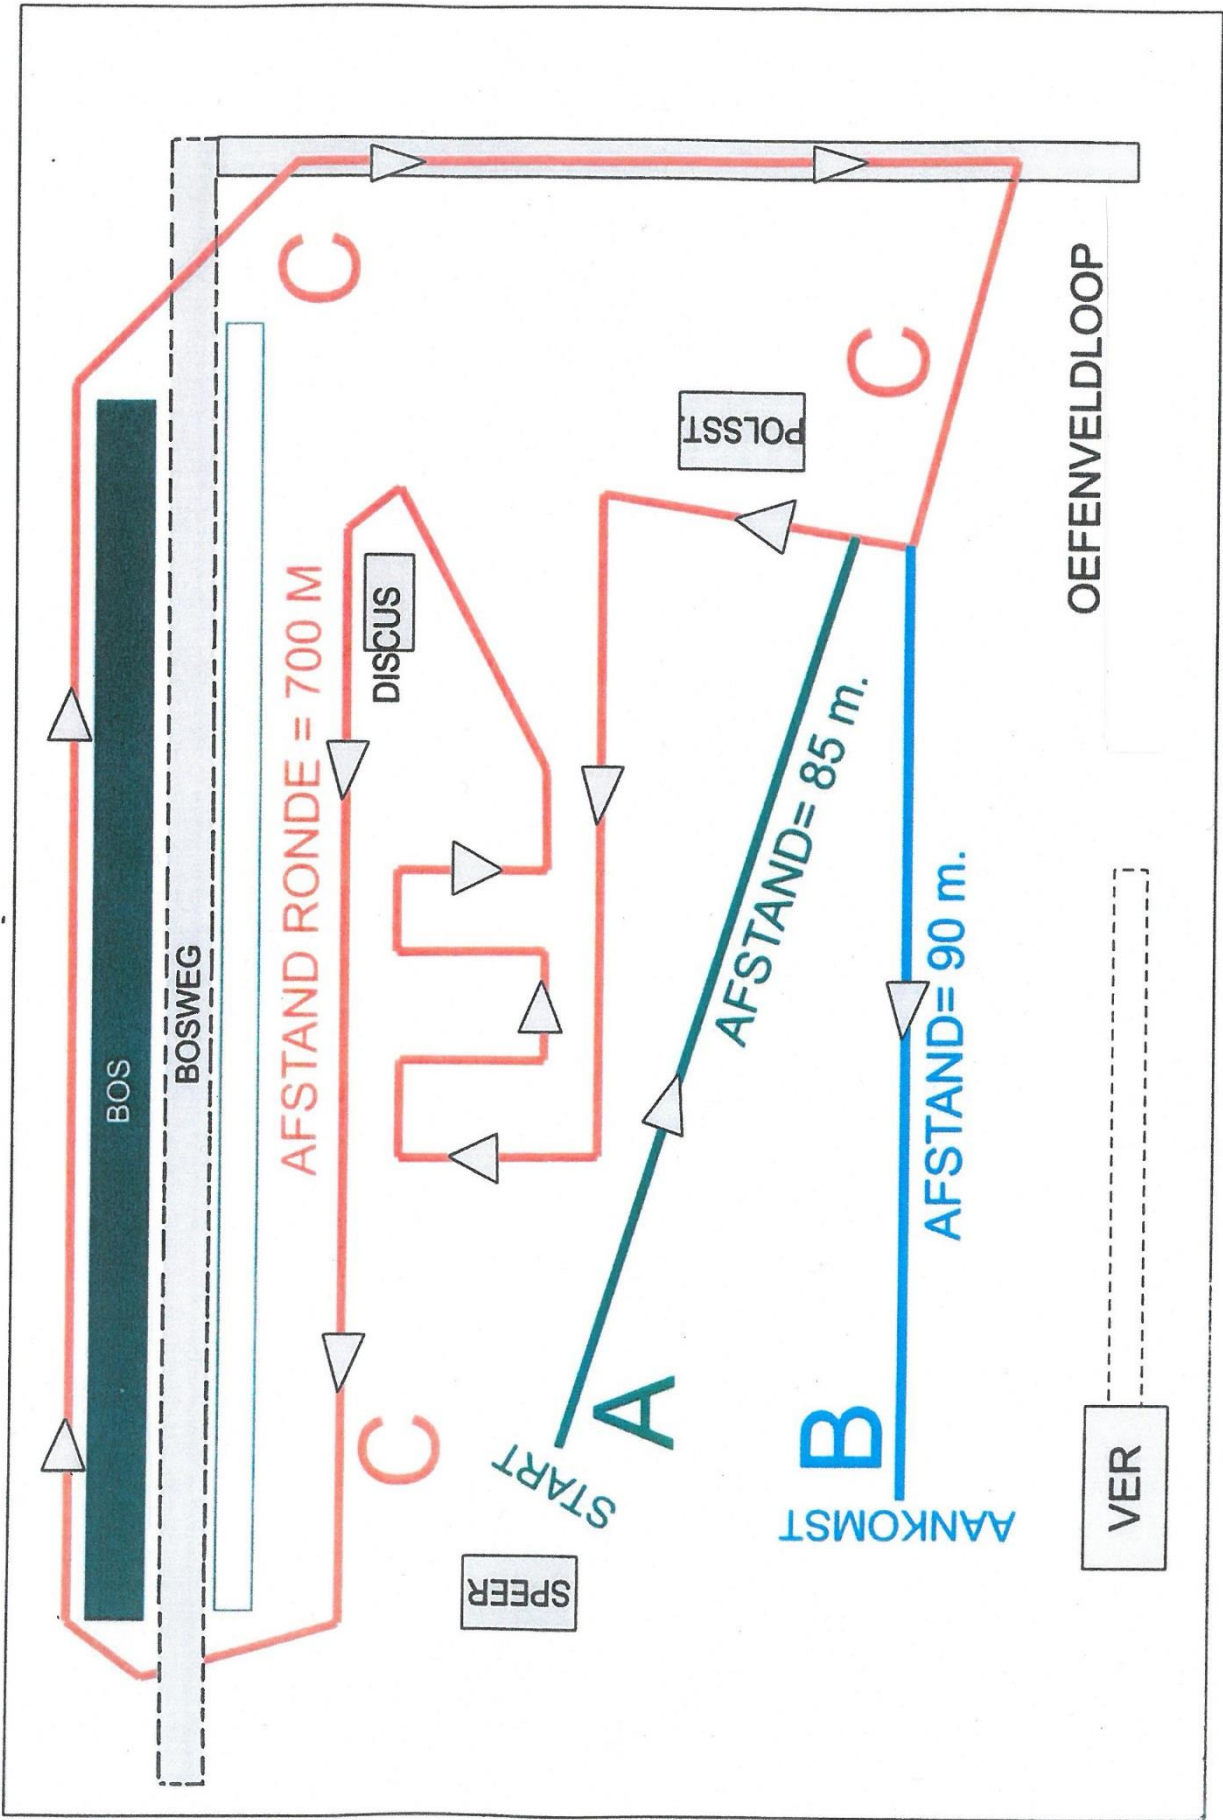 BOS
BOSWEG
AFSTAND RONDE = 700 M
C
C
C
DISCUS
POLSST.
START
A
AFSTAND= 85 m.
SPEER
B
AANKOMST
AFSTAND= 90 m.
OEFENVELDLOOP
VER